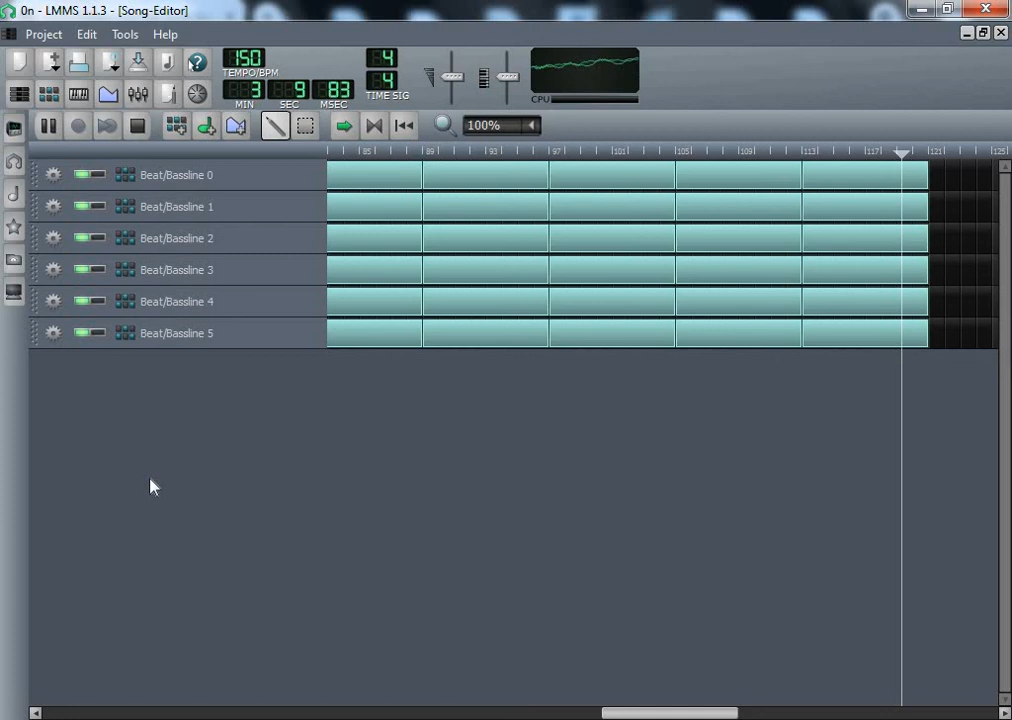 0n - LMMS 1.1.3 - [Song-Editor]
Project Edit Tools Help
150
TEMPO/BPM
3 9 83
MIN SEC MSEC
4
4
TIME SIG
CPU
100%
85 89 93 97 101 105 109 113 117 121 125
Beat/Bassline 0
Beat/Bassline 1
Beat/Bassline 2
Beat/Bassline 3
Beat/Bassline 4
Beat/Bassline 5